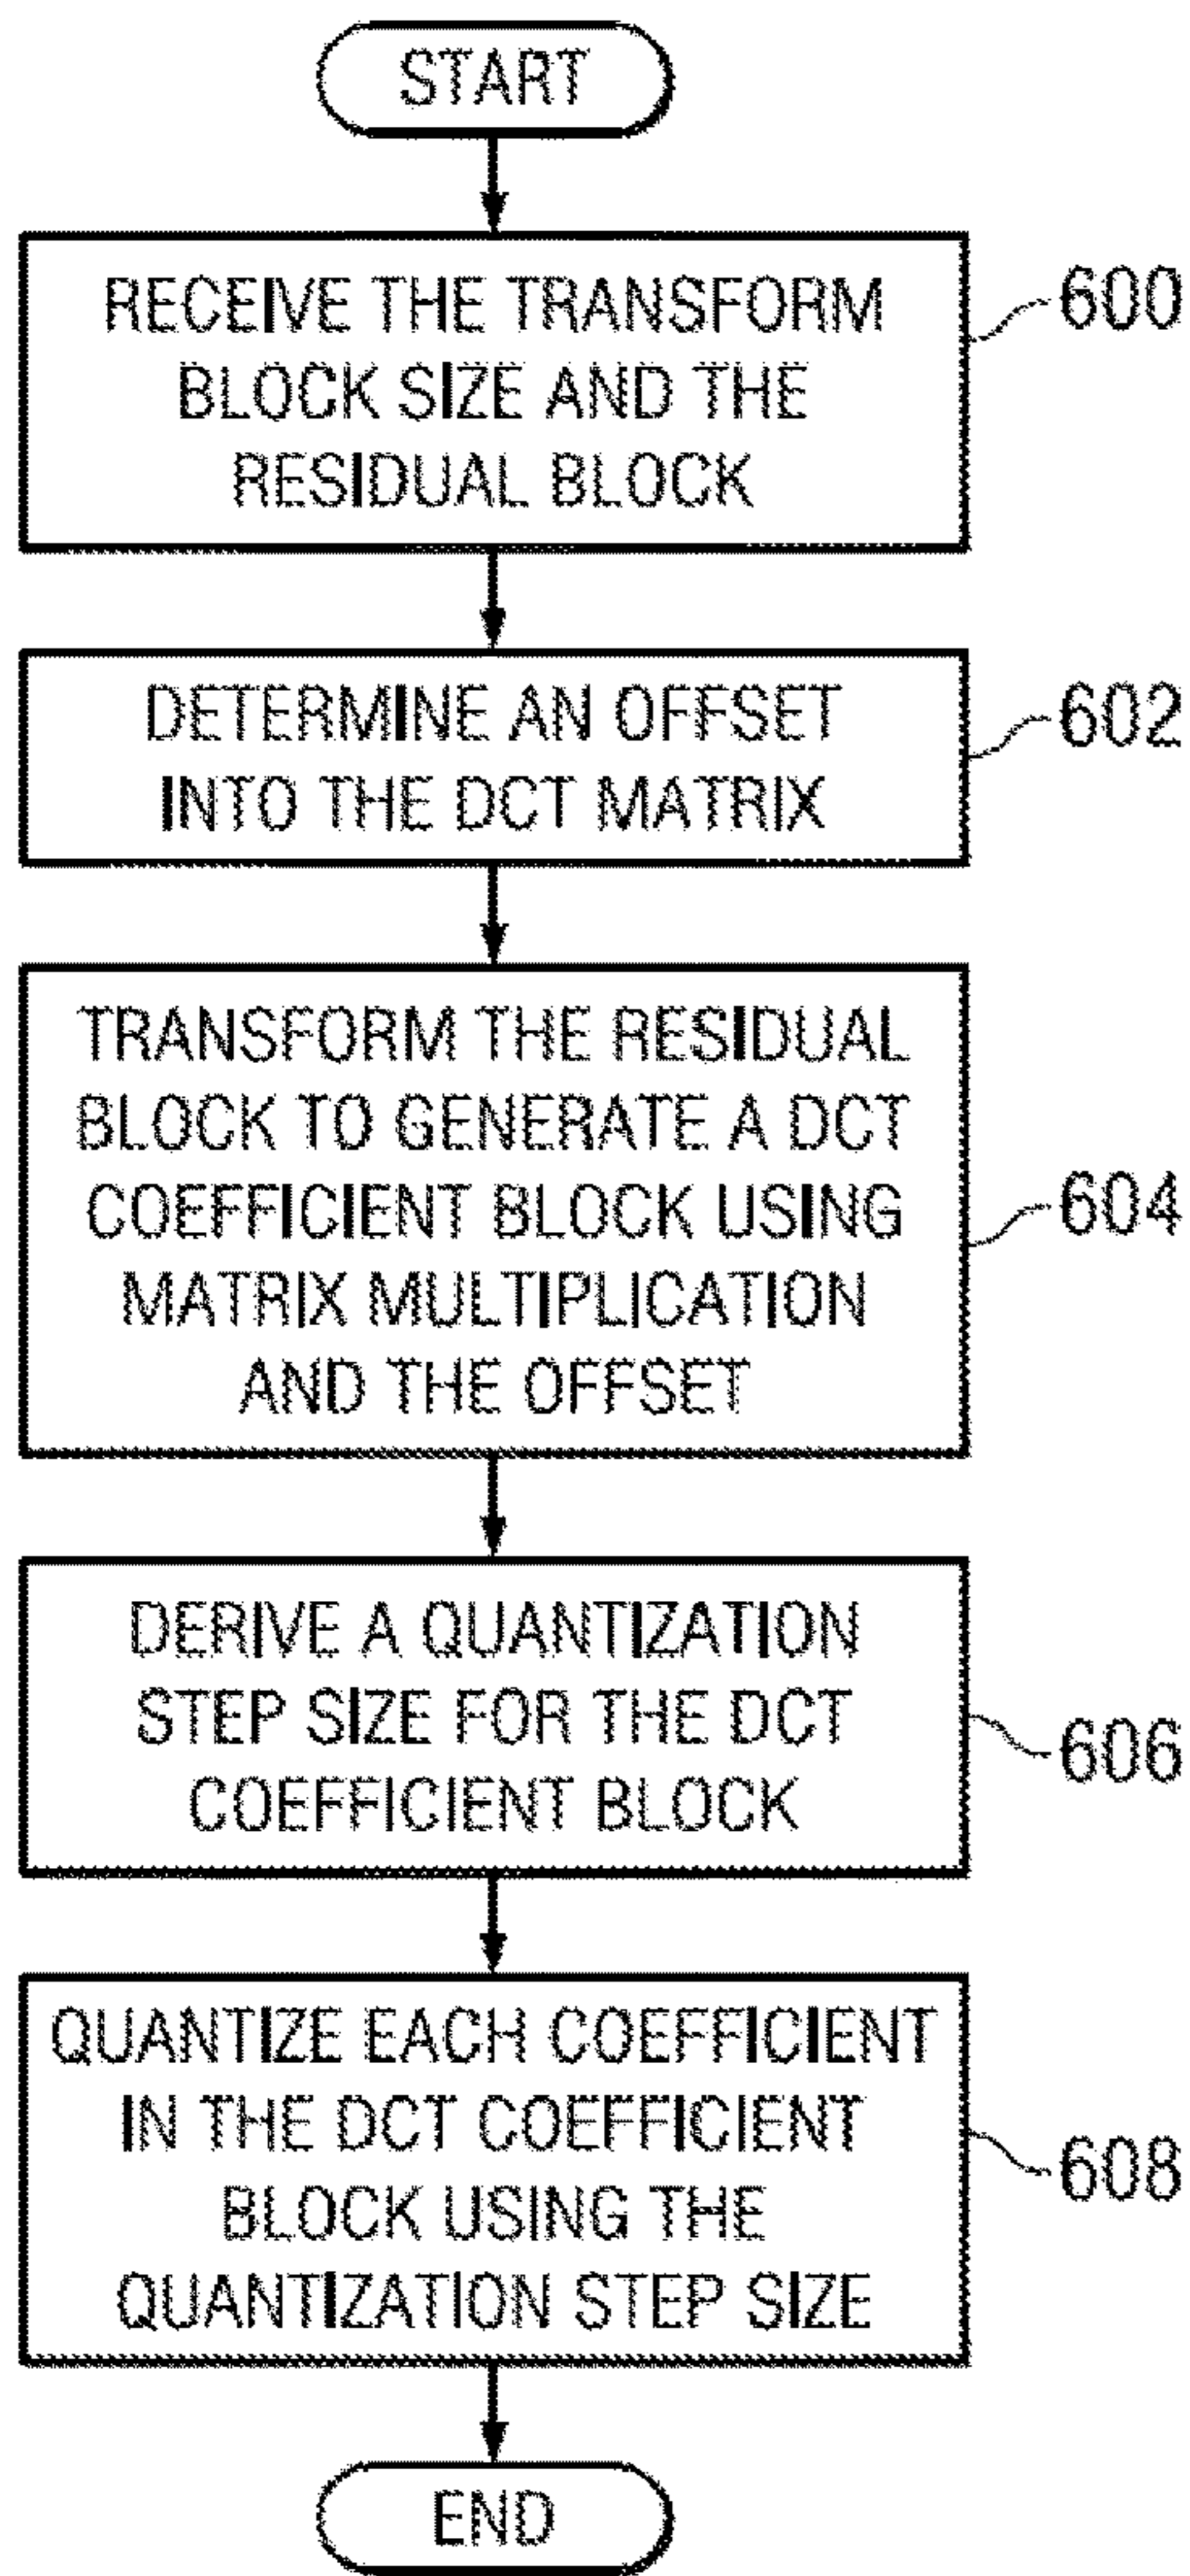 START
RECEIVE THE TRANSFORM
BLOCK SIZE AND THE
RESIDUAL BLOCK
600
DETERMINE AN OFFSET
INTO THE DCT MATRIX
602
TRANSFORM THE RESIDUAL
BLOCK TO GENERATE A DCT
COEFFICIENT BLOCK USING
MATRIX MULTIPLICATION
AND THE OFFSET
604
DERIVE A QUANTIZATION
STEP SIZE FOR THE DCT
COEFFICIENT BLOCK
606
QUANTIZE EACH COEFFICIENT
IN THE DCT COEFFICIENT
BLOCK USING THE
QUANTIZATION STEP SIZE
608
END